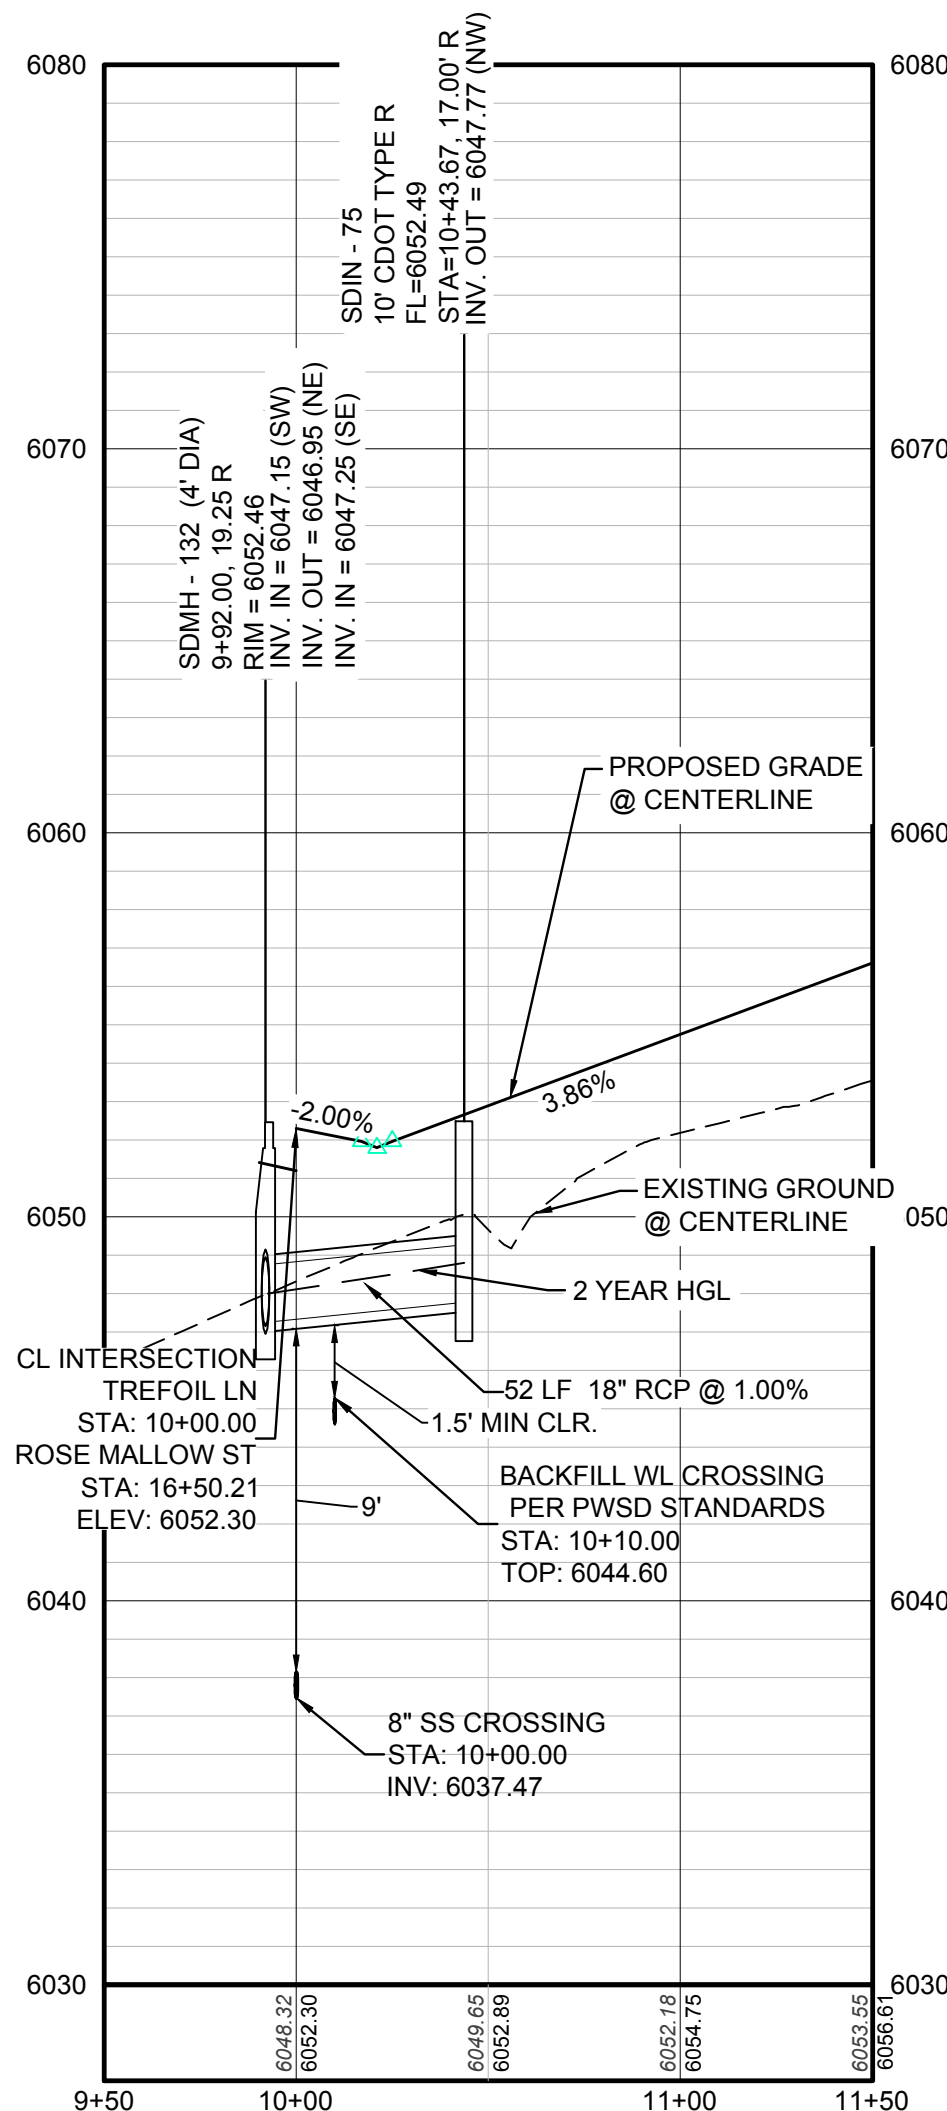 6080
6080
SDIN - 75
10' CDOT TYPE R
FL=6052.49
STA=10+43.67, 17.00' R
INV. OUT = 6047.77 (NW)
SDMH - 132 (4' DIA)
9+92.00, 19.25 R
RIM = 6052.46
INV. IN = 6047.15 (SW)
INV. OUT = 6046.95 (NE)
INV. IN = 6047.25 (SE)
6070
6070
PROPOSED GRADE
@ CENTERLINE
6060
6060
-2.00%
3.86%
EXISTING GROUND
@ CENTERLINE
6050
050
2 YEAR HGL
CL INTERSECTION
TREFOIL LN
STA: 10+00.00
ROSE MALLOW ST
STA: 16+50.21
ELEV: 6052.30
52 LF 18" RCP @ 1.00%
1.5' MIN CLR.
9'
BACKFILL WL CROSSING
PER PWSD STANDARDS
STA: 10+10.00
TOP: 6044.60
6040
6040
8" SS CROSSING
STA: 10+00.00
INV: 6037.47
6030
6030
6048.32
6052.30
6049.65
6052.89
6052.18
6054.75
6053.55
6056.61
9+50
10+00
11+00
11+50